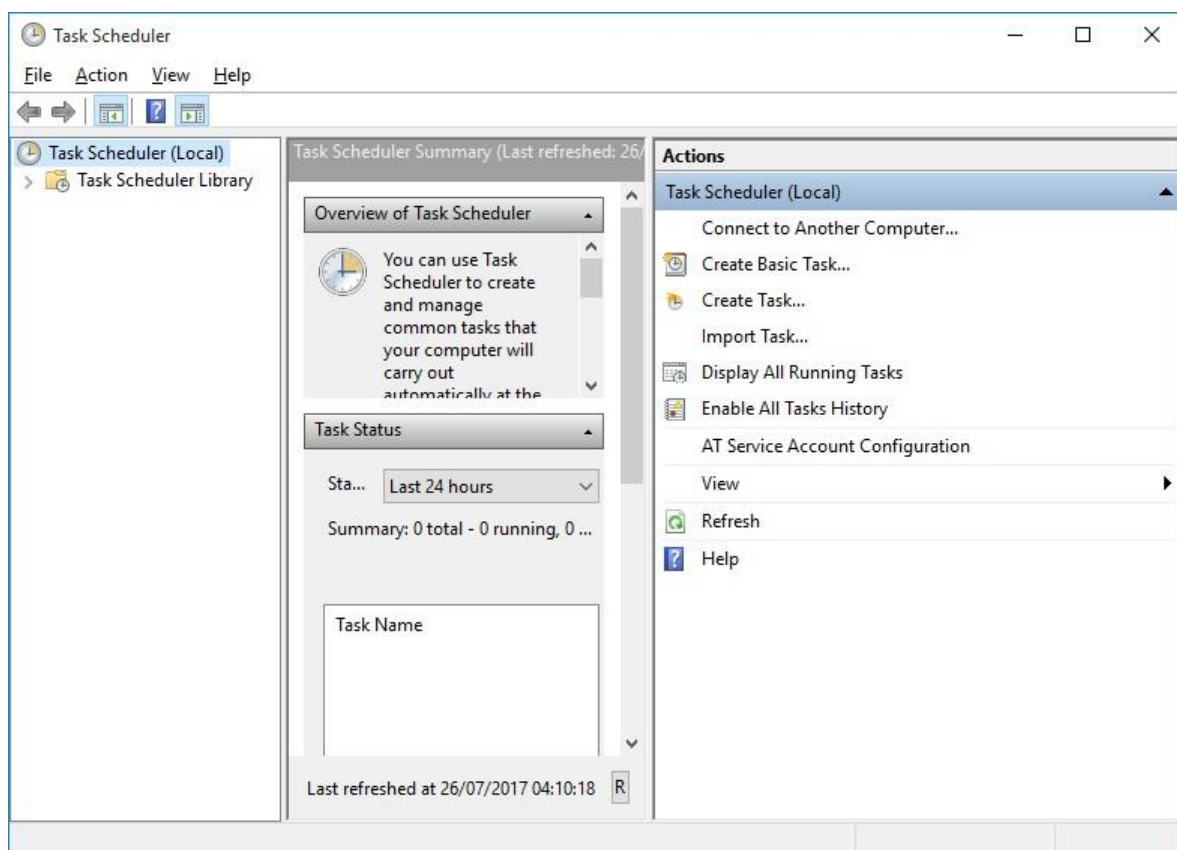 Task Scheduler
File Action View Help
Task Scheduler (Local)
Task Scheduler Library
Task Scheduler Summary (Last refreshed: 26/
Overview of Task Scheduler
You can use Task
Scheduler to create
and manage
common tasks that
your computer will
carry out
automatically at the
Task Status
Sta... Last 24 hours
Summary: 0 total - 0 running, 0 ...
Task Name
Last refreshed at 26/07/2017 04:10:18 R
Actions
Task Scheduler (Local)
Connect to Another Computer...
Create Basic Task...
Create Task...
Import Task...
Display All Running Tasks
Enable All Tasks History
AT Service Account Configuration
View
Refresh
Help